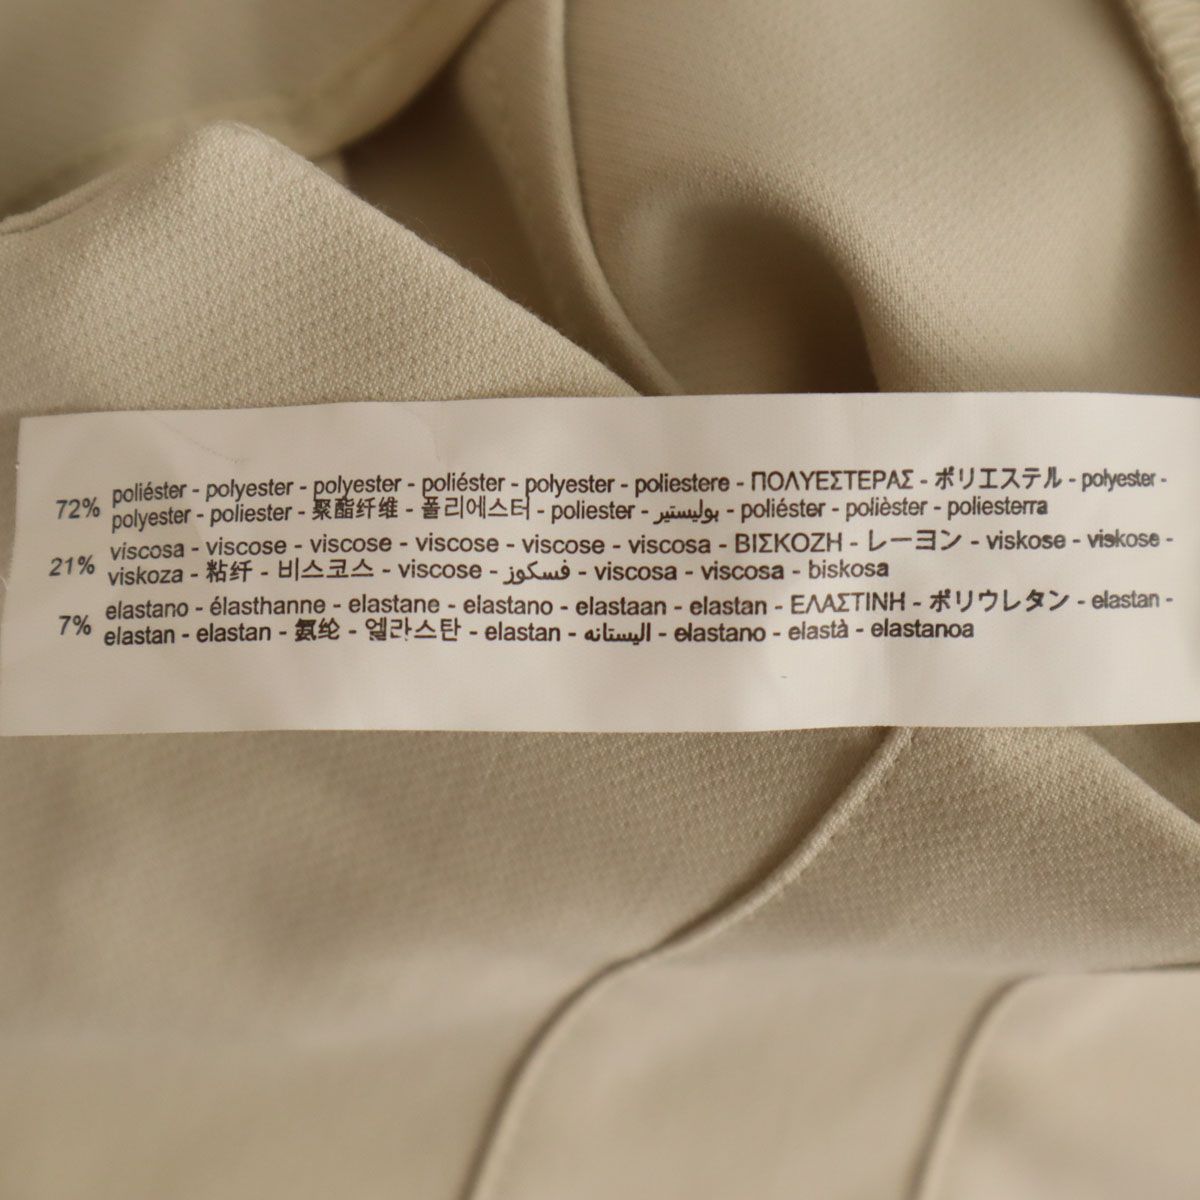 72% poliéster - polyester - polyester - poliéster - polyester - poliestere - ΠΟΛΥΕΣΤΕΡΑΣ - ポリエステル - polyester -
polyester - poliester - 聚酯纤维 - 폴리에스터 - poliester - بوليستير - poliéster - polièster - poliesterra
21% viscosa - viscose - viscose - viscose - viscose - viscosa - ΒΙΣΚΟΖΗ - レーヨン - viskose - viskose -
viskoza - 粘纤 - 비스코스 - viscose - فسكوز - viscosa - viscosa - biskosa
7% elastano - élasthanne - elastane - elastano - elastaan - elastan - ΕΛΑΣΤΙΝΗ - ポリウレタン - elastan -
elastan - elastan - 氨纶 - 엘라스탄 - elastan - اليستانه - elastano - elastà - elastanoa